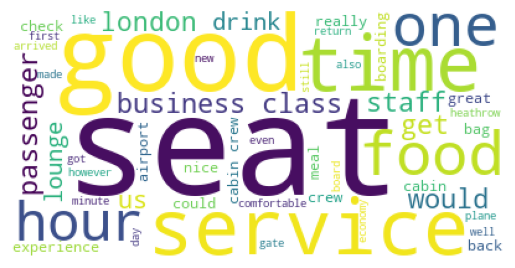 check
like
london
drink
really
return
boarding
one
first
arrived
good
time
made
new
still
also
passenger
business class
staff
great
heathrow
seat
get
bag
lounge
airport
even
food
got
however
nice
cabin crew
meal
cabin
minute
us
could
comfortable
crew
board
economy
would
plane
hour
day
service
well
experience
gate
back